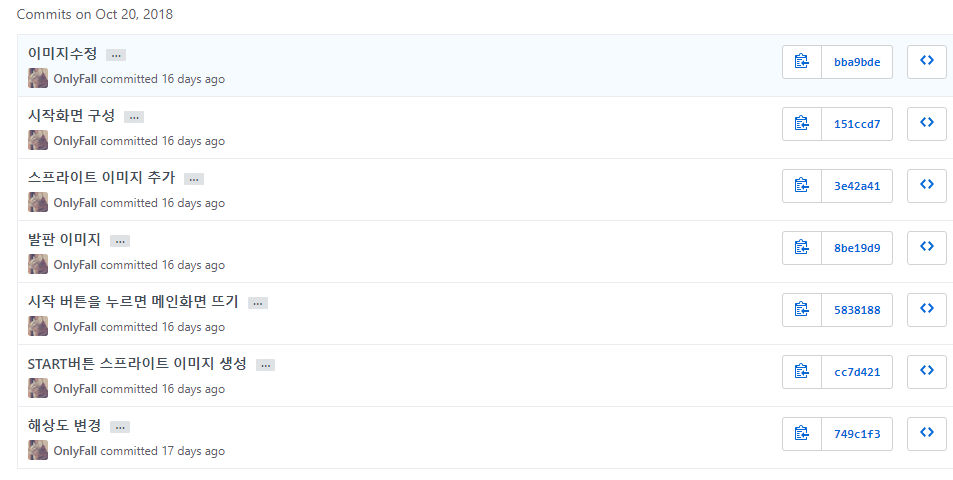 Commits on Oct 20, 2018
이미지수정 ...
bba9bde
OnlyFall committed 16 days ago
시작화면 구성 ...
151ccd7
OnlyFall committed 16 days ago
스프라이트 이미지 추가 ...
3e42a41
OnlyFall committed 16 days ago
발판 이미지 ...
8be19d9
OnlyFall committed 16 days ago
시작 버튼을 누르면 메인화면 뜨기 ...
5838188
OnlyFall committed 16 days ago
START버튼 스프라이트 이미지 생성 ...
cc7d421
OnlyFall committed 16 days ago
해상도 변경 ...
749c1f3
OnlyFall committed 17 days ago